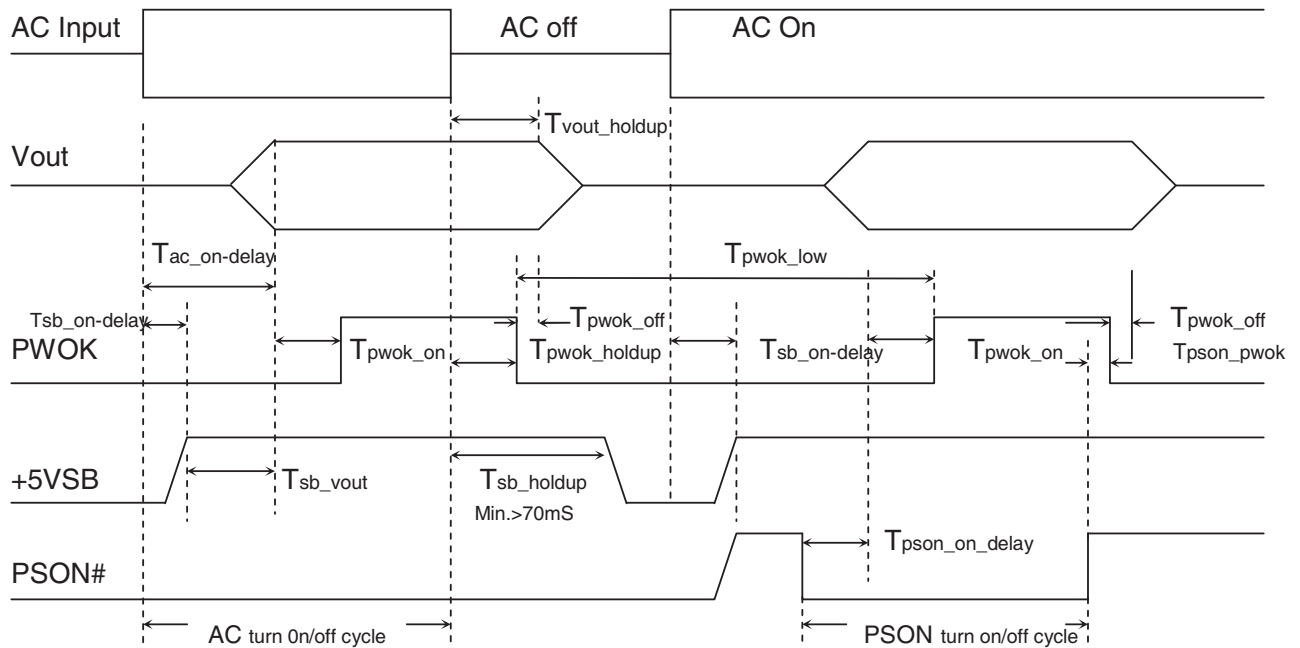 AC Input
AC off
AC On
Tvout_holdup
Vout
Tac_on-delay
Tpwok_low
Tsb_on-delay
Tpwok_off
Tpwok_off
PWOK
Tpwok_on
Tpwok_holdup
Tsb_on-delay
Tpwok_on
Tpson_pwok
+5VSB
Tsb_vout
Tsb_holdup
Min.>70mS
Tpson_on_delay
PSON#
AC turn 0n/off cycle
PSON turn on/off cycle